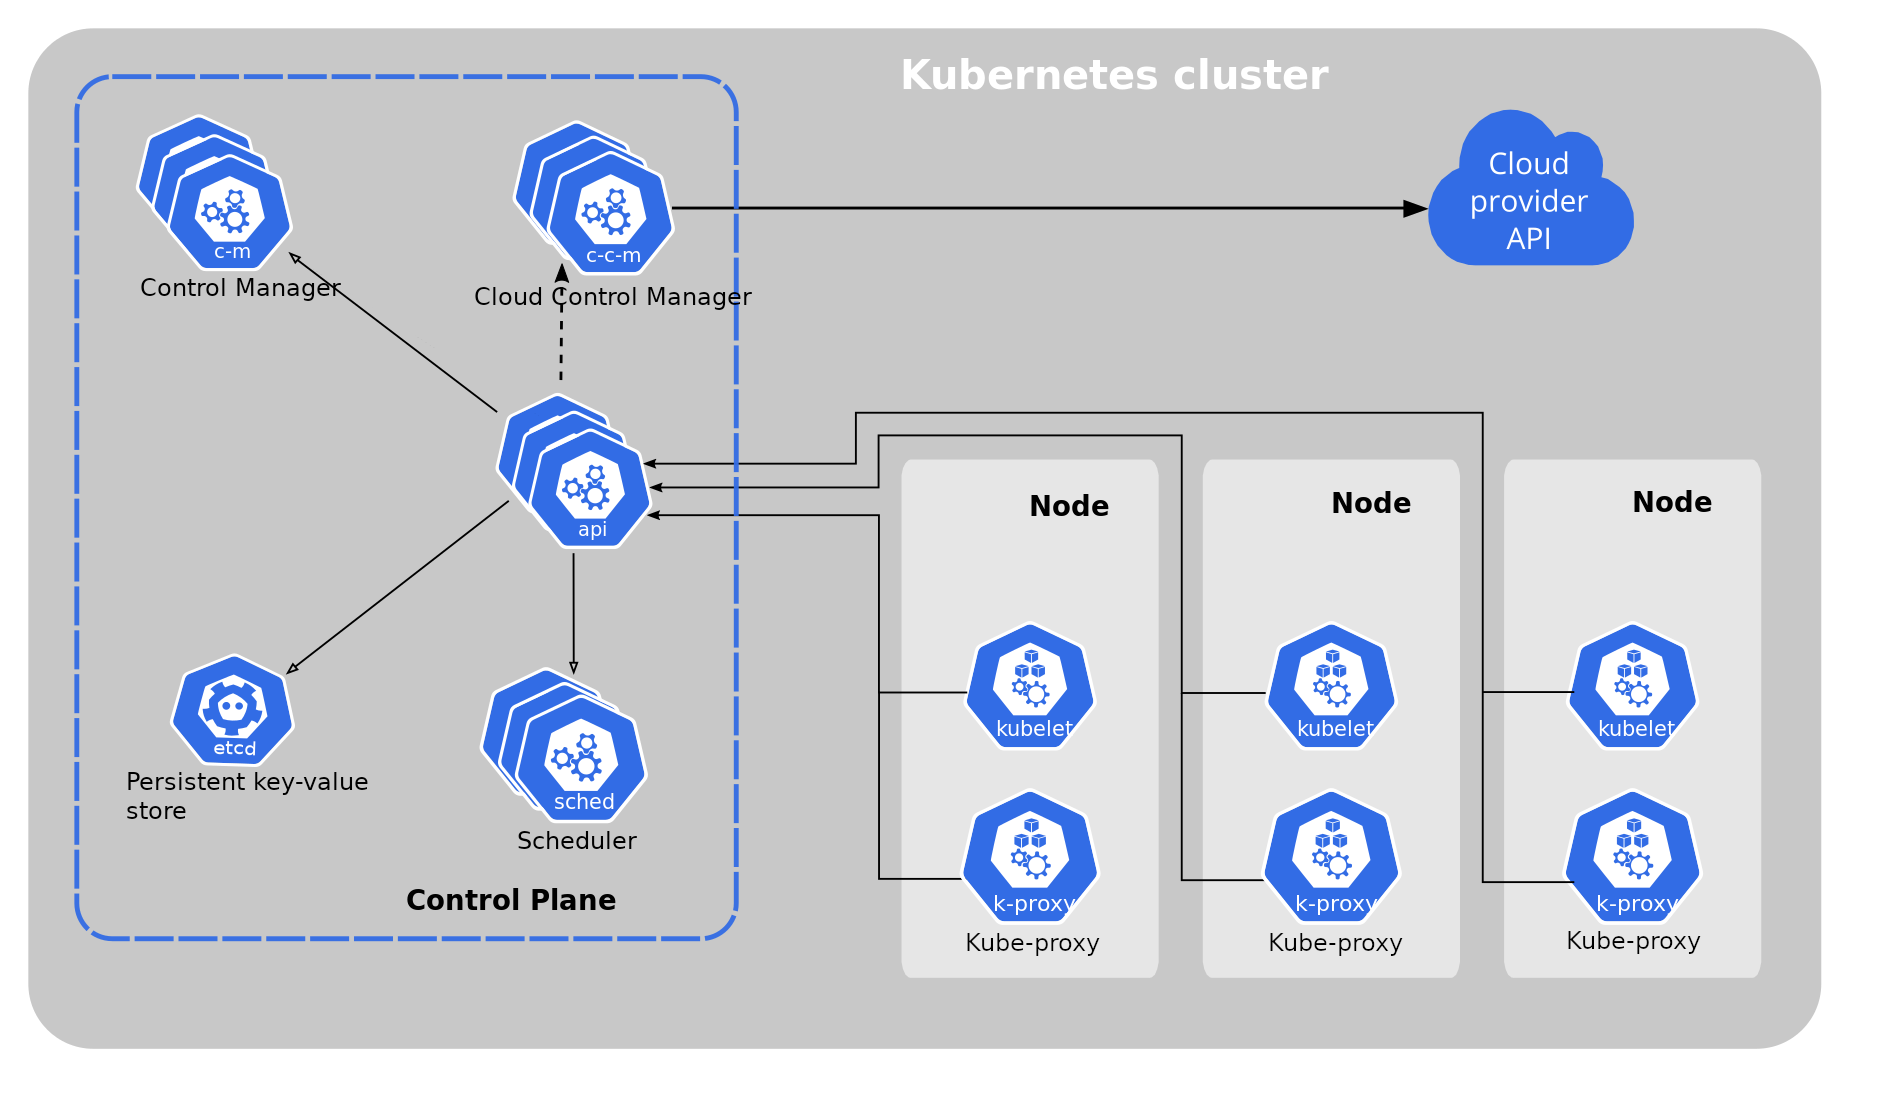 Kubernetes cluster
c-m
Control Manager
c-c-m
Cloud Control Manager
Cloud
provider
API
api
etcd
Persistent key-value
store
sched
Scheduler
Control Plane
Node
kubelet
k-proxy
Kube-proxy
Node
kubelet
k-proxy
Kube-proxy
Node
kubelet
k-proxy
Kube-proxy